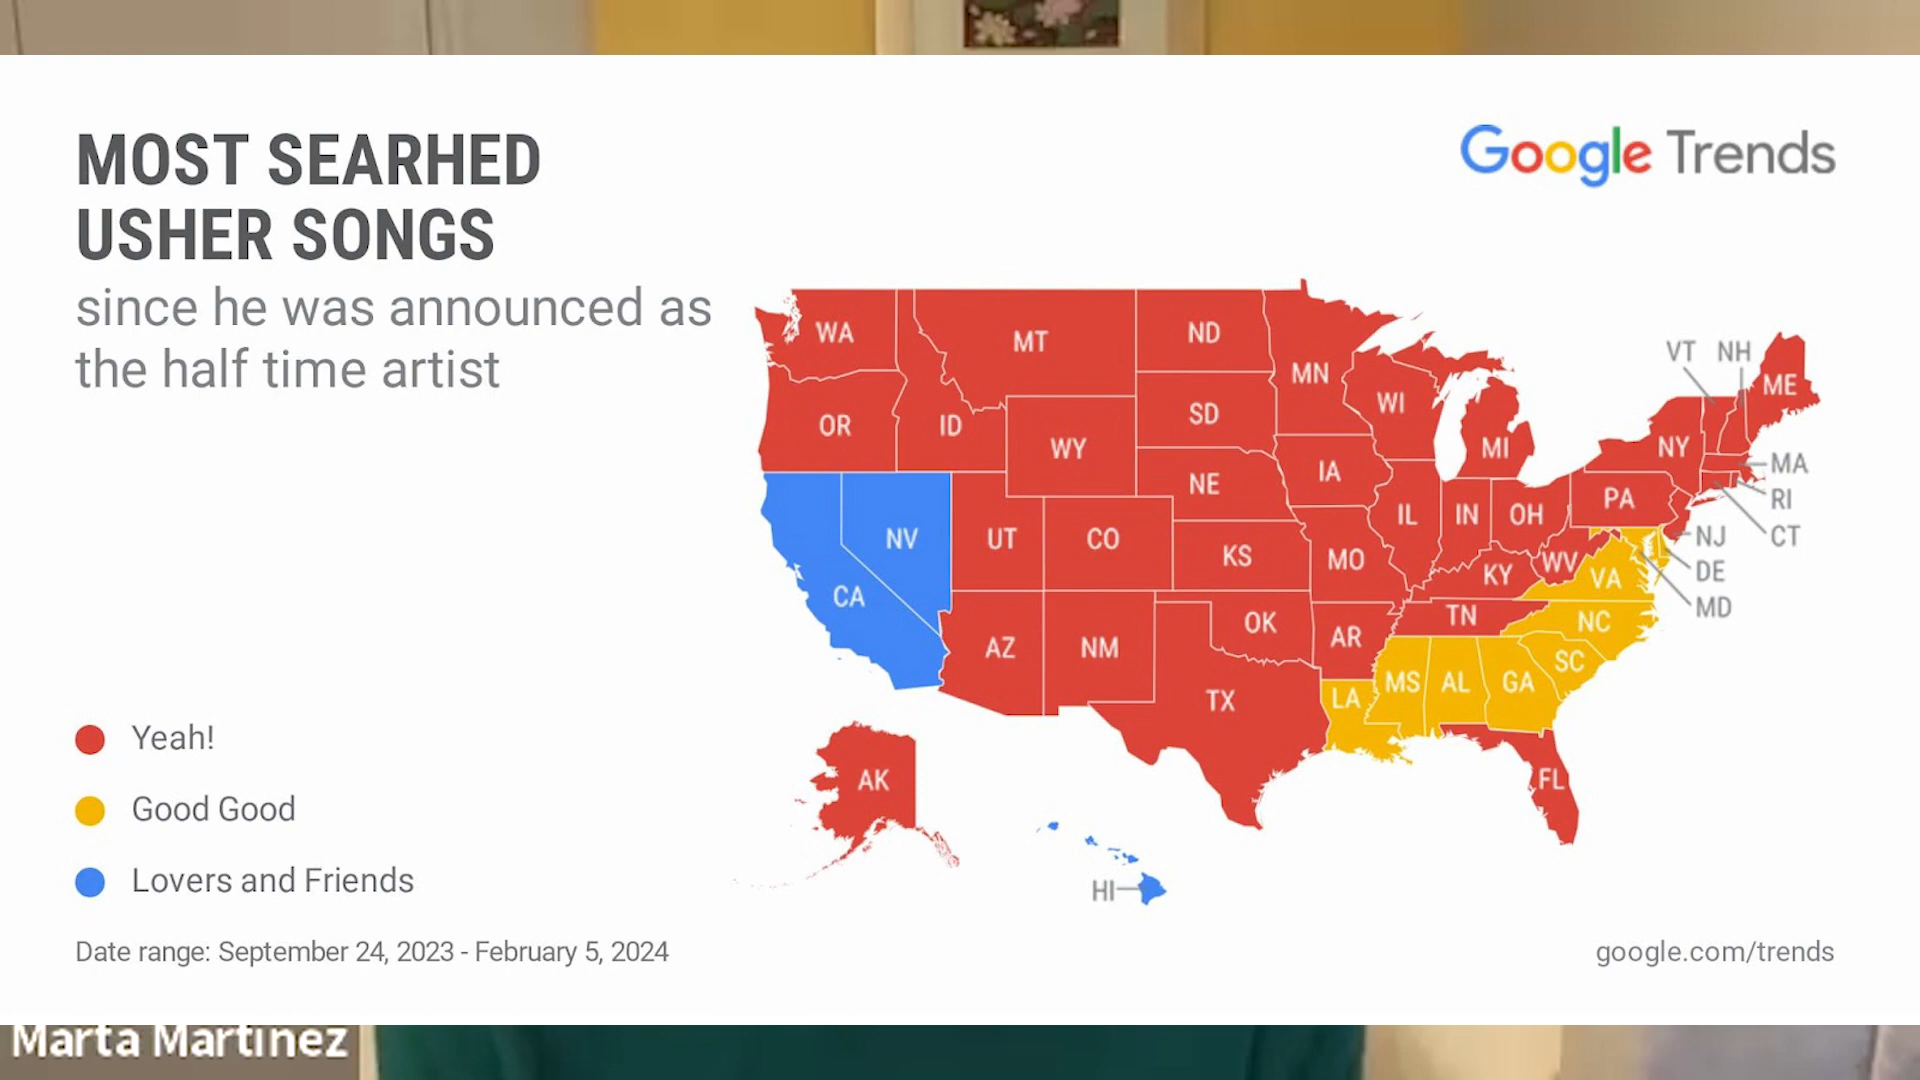 MOST SEARHED
USHER SONGS
since he was announced as
the half time artist
Google Trends
WA
MT
ND
MN
VT
NH
ME
OR
ID
WY
SD
WI
MI
NY
MA
RI
CT
NV
UT
CO
NE
IA
IL
IN
OH
PA
NJ
DE
MD
CA
KS
MO
KY
WV
VA
AZ
NM
OK
AR
TN
NC
SC
TX
LA
MS
AL
GA
FL
AK
HI
Yeah!
Good Good
Lovers and Friends
Date range: September 24, 2023 - February 5, 2024
google.com/trends
Marta Martinez